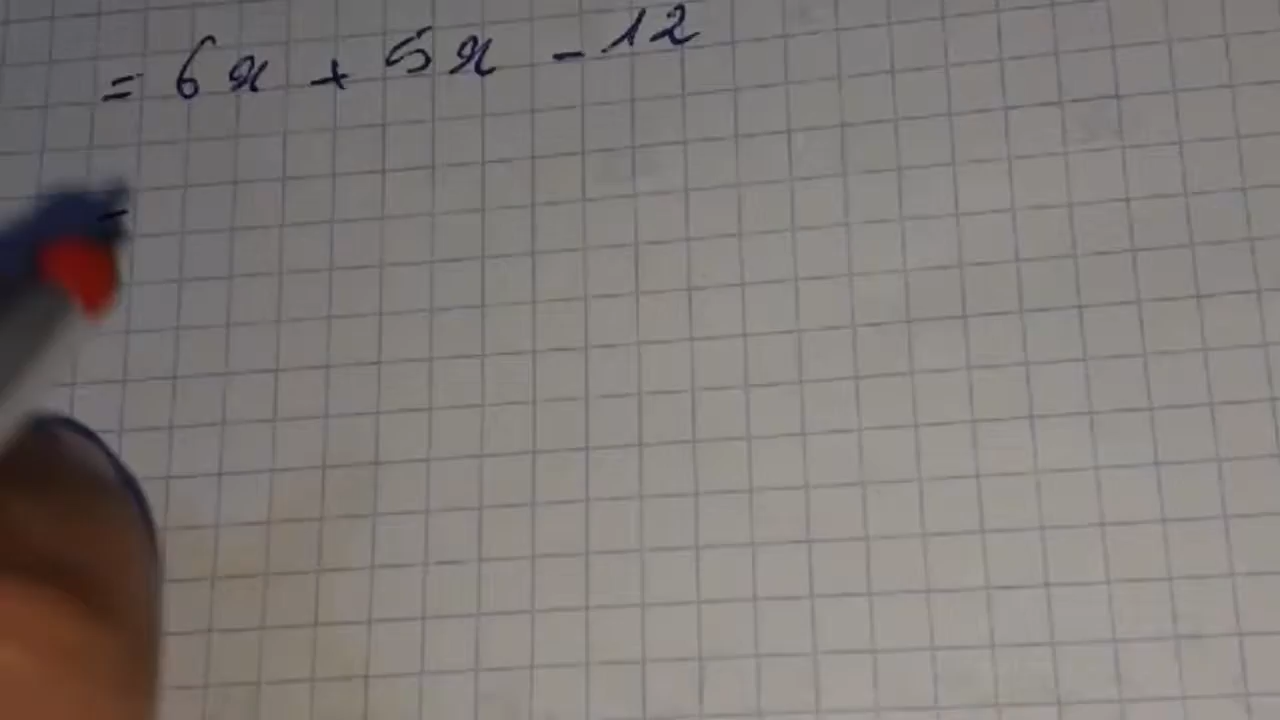 = 6x + 5x - 12
=